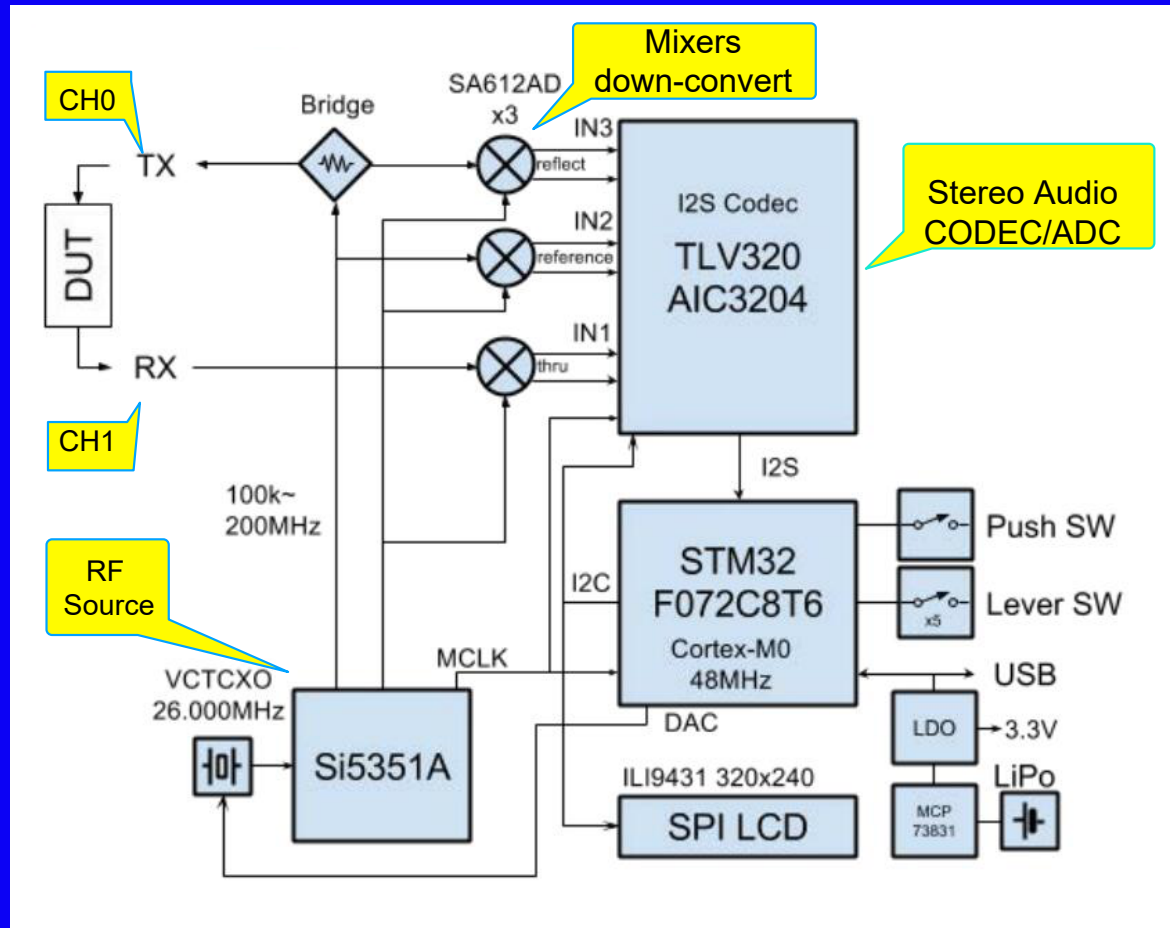 Mixers
down-convert
CH0
SA612AD
x3
Bridge
IN3
TX
reflect
I2S Codec
TLV320
AIC3204
Stereo Audio
CODEC/ADC
IN2
reference
DUT
IN1
RX
thru
CH1
I2S
100k~
200MHz
Push SW
STM32
F072C8T6
Cortex-M0
48MHz
RF
Source
I2C
Lever SW
x5
MCLK
VCTCXO
26.000MHz
USB
DAC
LDO
3.3V
Si5351A
ILI9431 320x240
LiPo
SPI LCD
MCP
73831